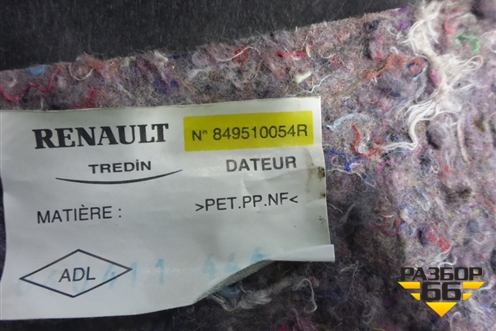 RENAULT
N° 849510054R
TREDiN
DATEUR
MATIÈRE :
>PET.PP.NF<
ADL
РАЗБОР
66